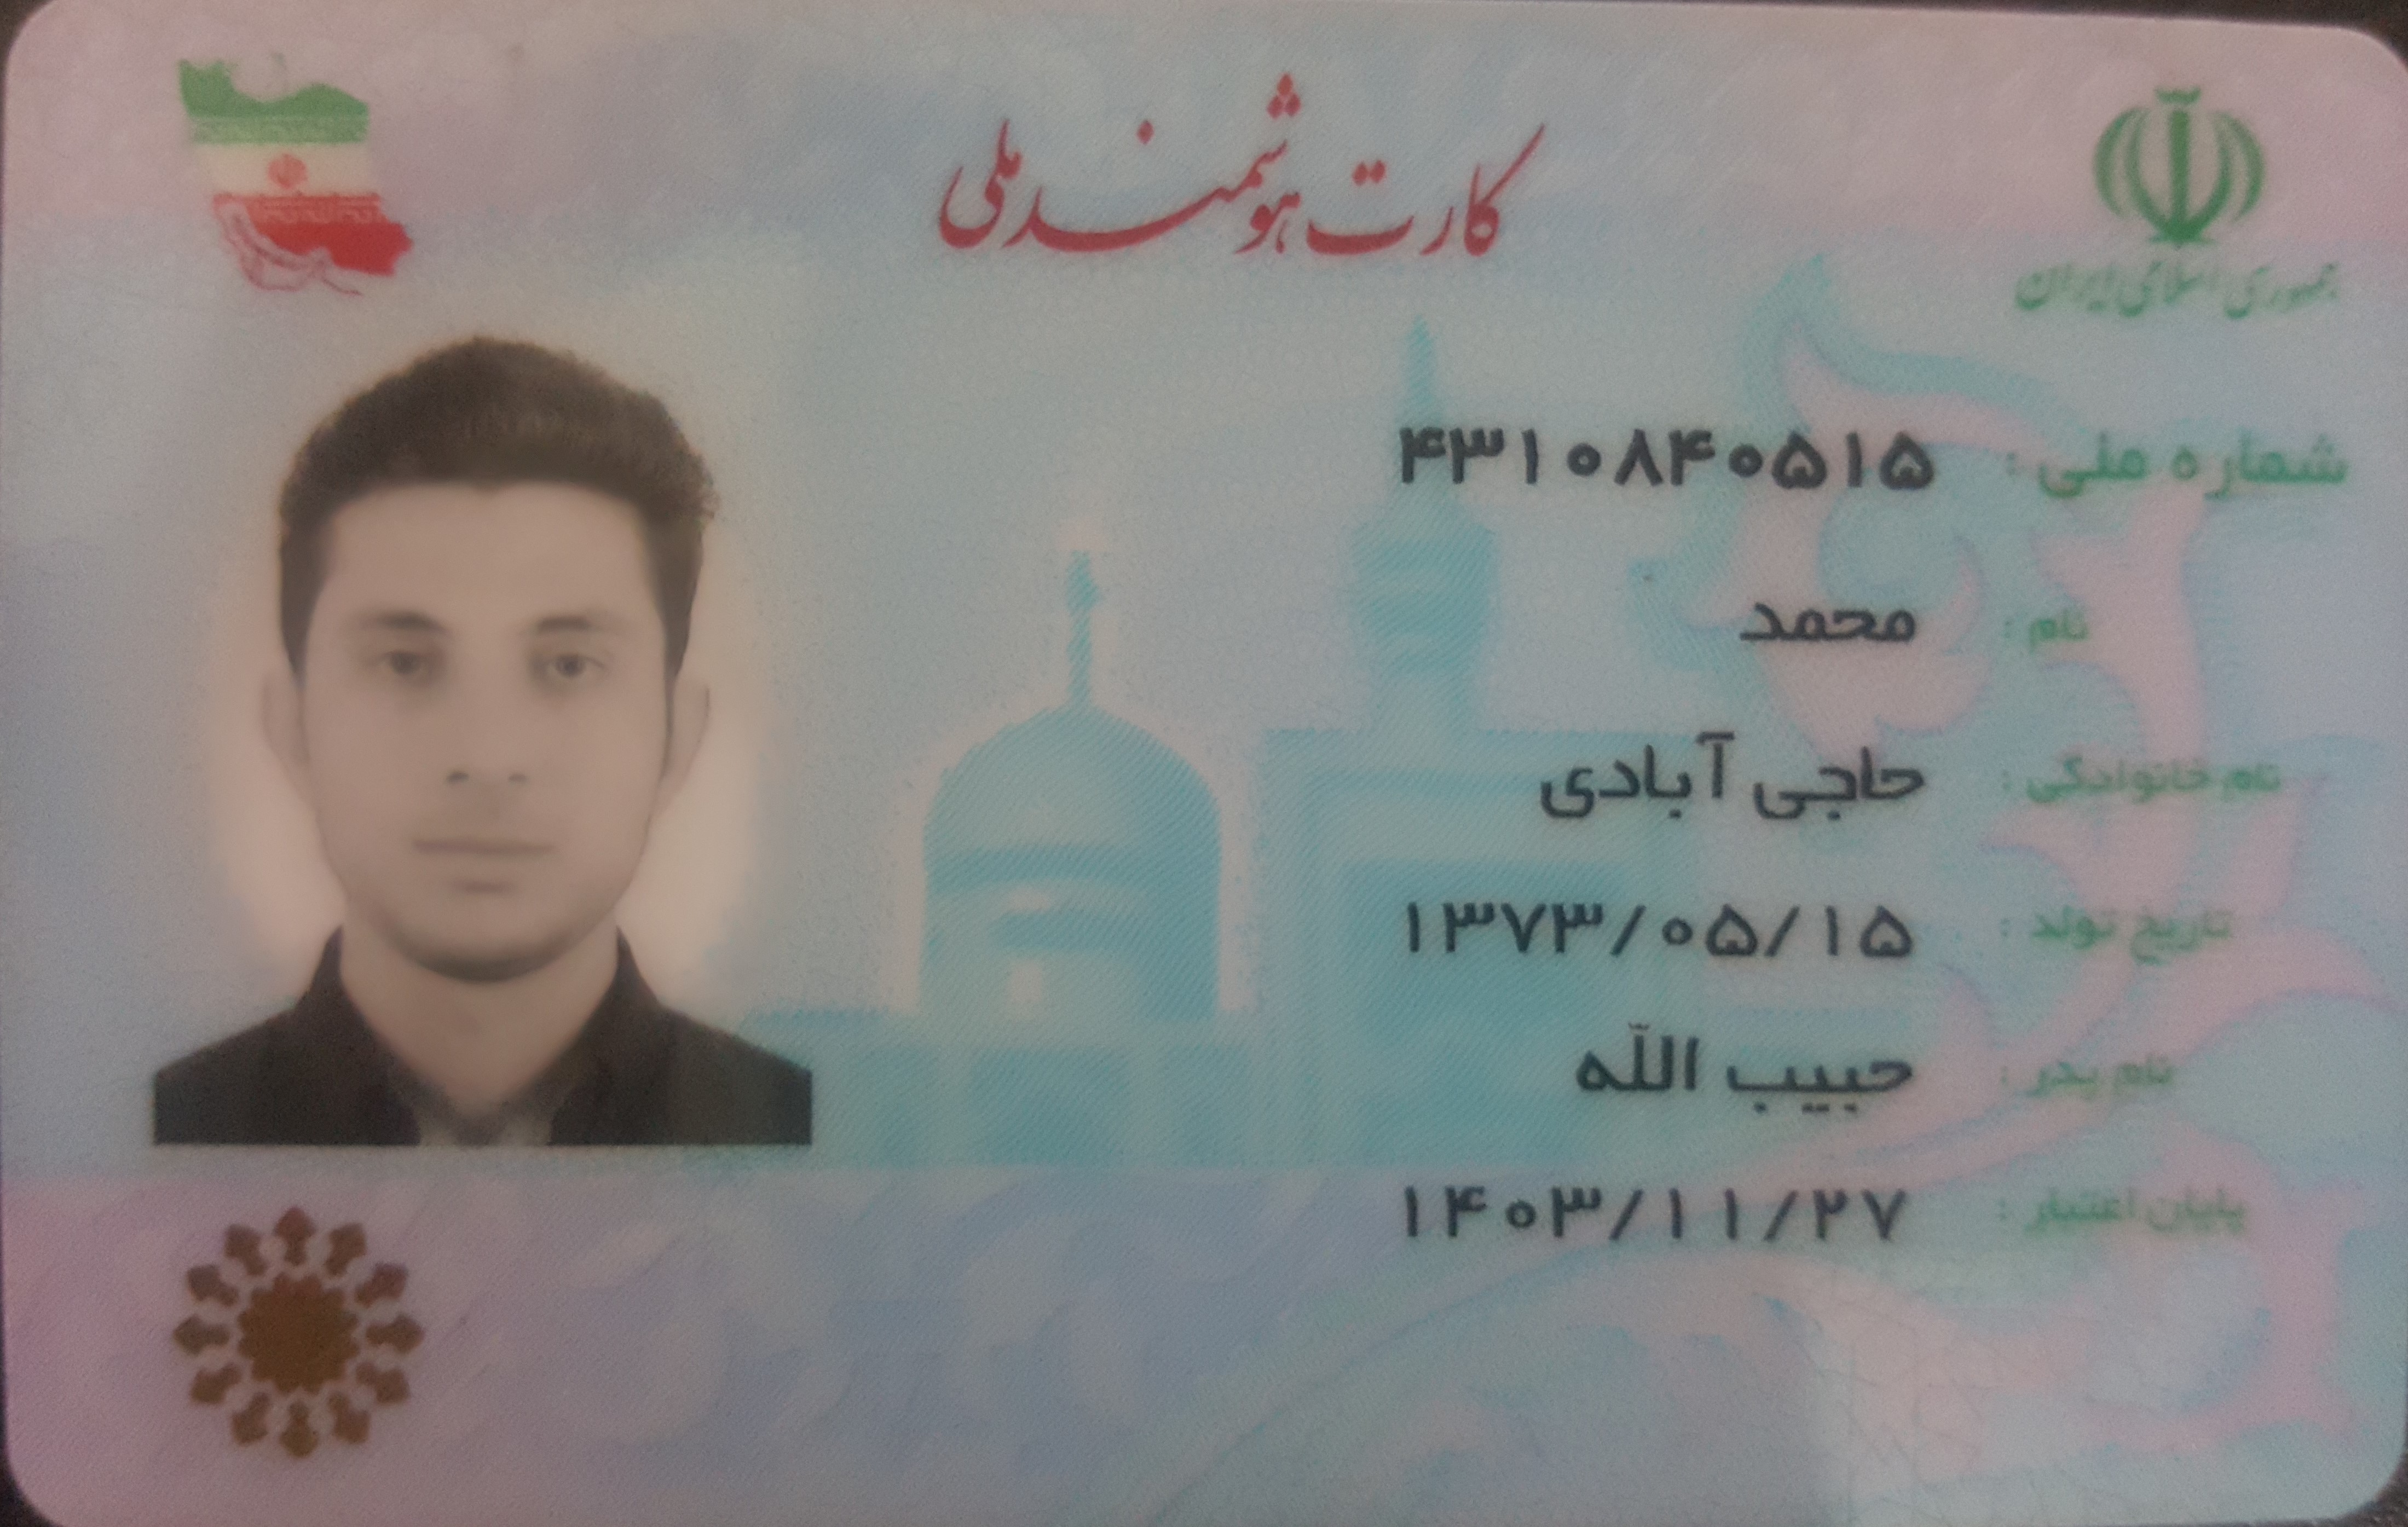 کارت هوشمند ملی
جمهوری اسلامی ایران
شماره ملی : ۴۳۱۰۸۴۰۵۱۵
نام : محمد
نام خانوادگی : حاجی آبادی
تاریخ تولد : ۱۳۷۳/۰۵/۱۵
نام پدر : حبیب الله
پایان اعتبار : ۱۴۰۳/۱۱/۲۷